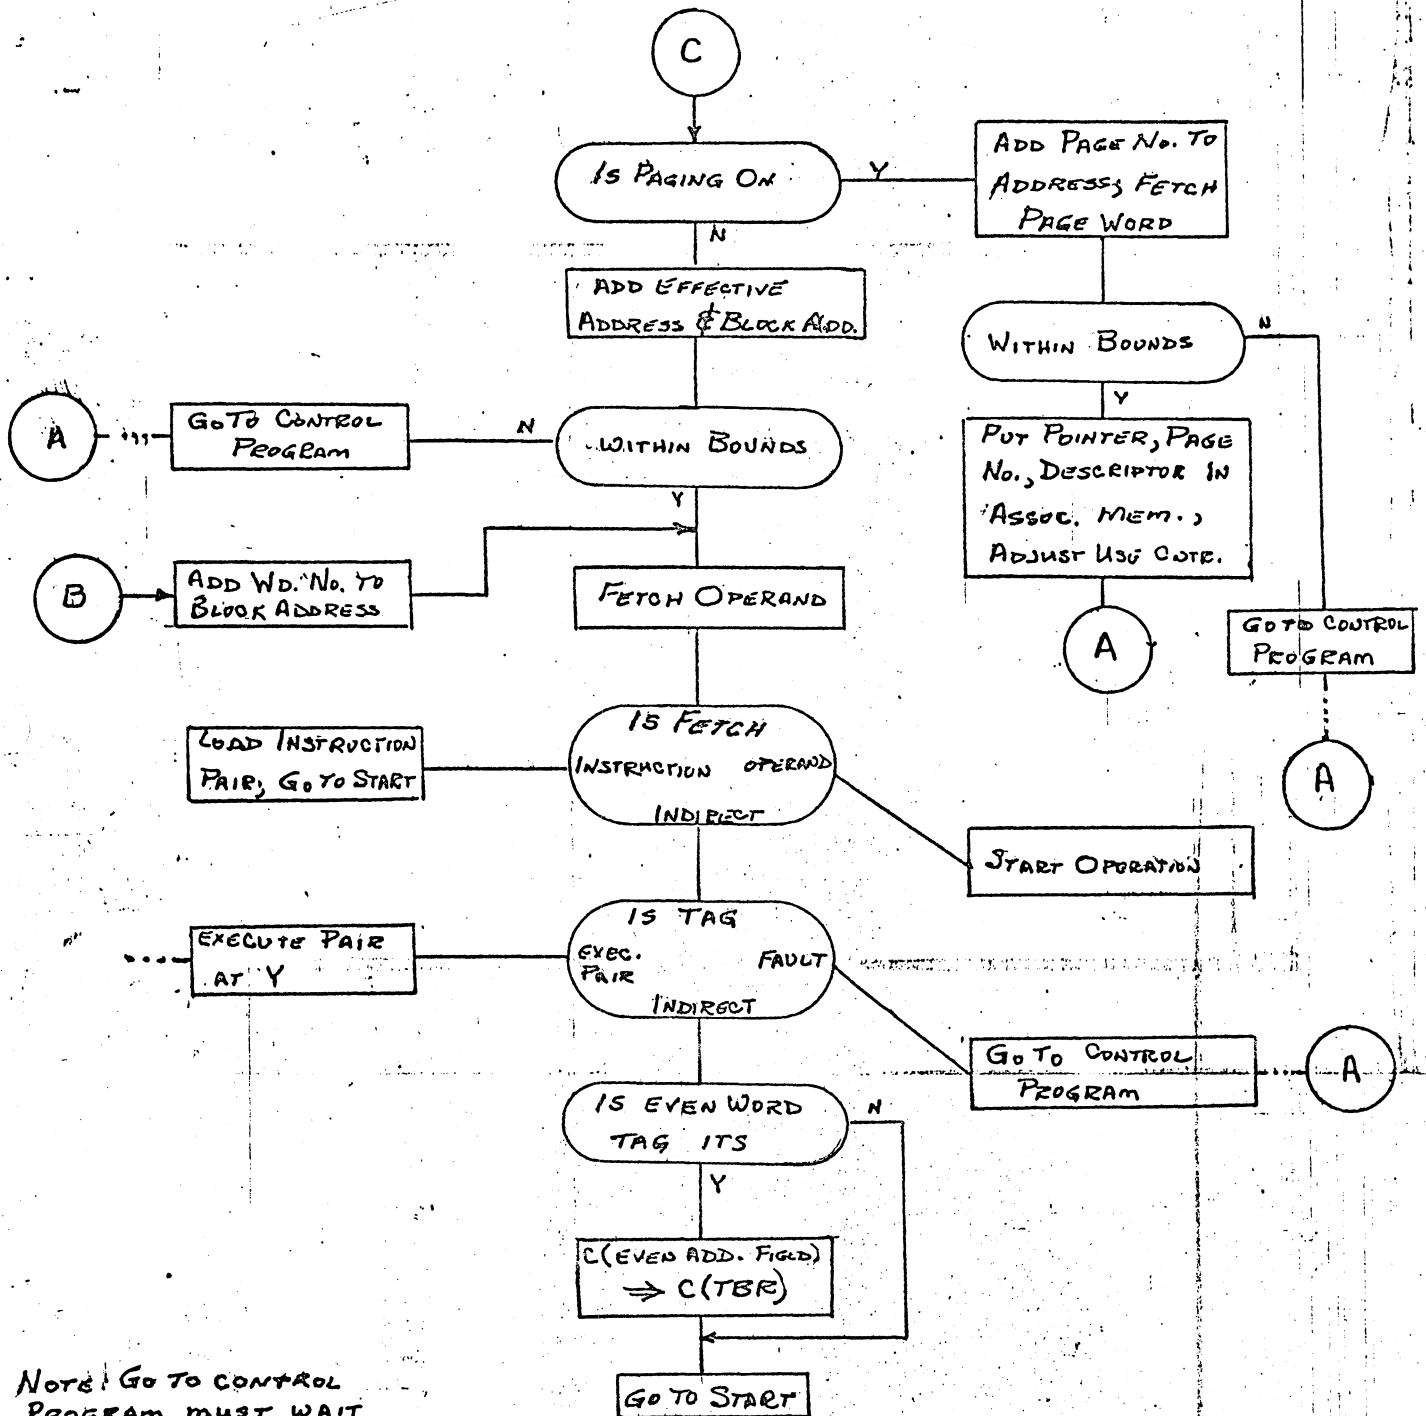 C
IS PAGING ON
Y
N
ADD PAGE NO. TO
ADDRESS; FETCH
PAGE WORD
ADD EFFECTIVE
ADDRESS & BLOCK ADD.
WITHIN BOUNDS
N
Y
A
GO TO CONTROL
PROGRAM
N
WITHIN BOUNDS
Y
PUT POINTER, PAGE
NO., DESCRIPTOR IN
ASSOC. MEM.,
ADJUST USE CNTR.
A
GO TO CONTROL
PROGRAM
A
B
ADD WD. NO. TO
BLOCK ADDRESS
FETCH OPERAND
LOAD INSTRUCTION
PAIR, GO TO START
IS FETCH
INSTRUCTION OPERAND
INDIRECT
START OPERATION
EXECUTE PAIR
AT Y
IS TAG
EXEC.
PAIR
FAULT
INDIRECT
GO TO CONTROL
PROGRAM
A
IS EVEN WORD
TAG ITS
N
Y
C(EVEN ADD. FIELD)
⇒ C(TBR)
GO TO START
NOTE: GO TO CONTROL
PROGRAM MUST WAIT